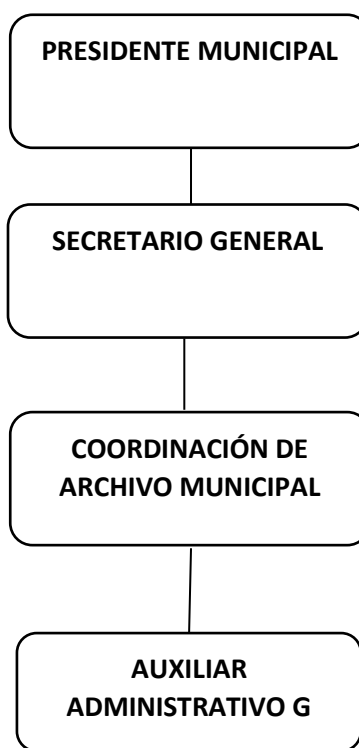 PRESIDENTE MUNICIPAL
SECRETARIO GENERAL
COORDINACIÓN DE
ARCHIVO MUNICIPAL
AUXILIAR
ADMINISTRATIVO G